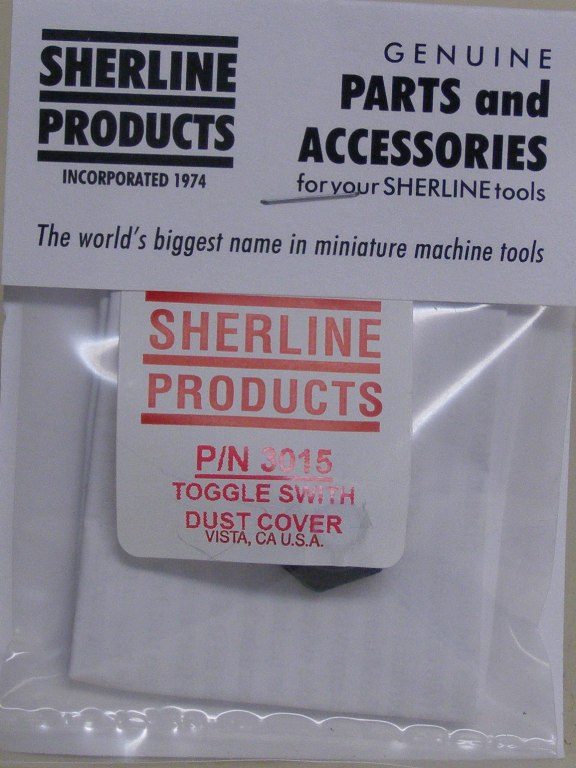 SHERLINE
PRODUCTS
INCORPORATED 1974
GENUINE
PARTS and
ACCESSORIES
for your SHERLINE tools
The world's biggest name in miniature machine tools
SHERLINE
PRODUCTS
P/N 3015
TOGGLE SWITH
DUST COVER
VISTA, CA U.S.A.